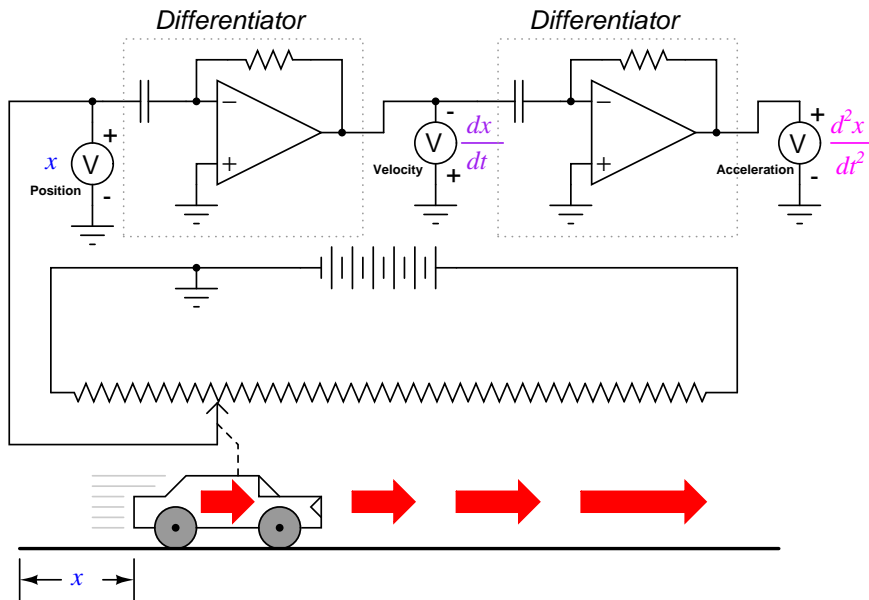 Differentiator
Differentiator
x
Position
+
V
-
−
+
-
V
+
Velocity
dx
dt
−
+
+
V
-
Acceleration
d²x
dt²
x